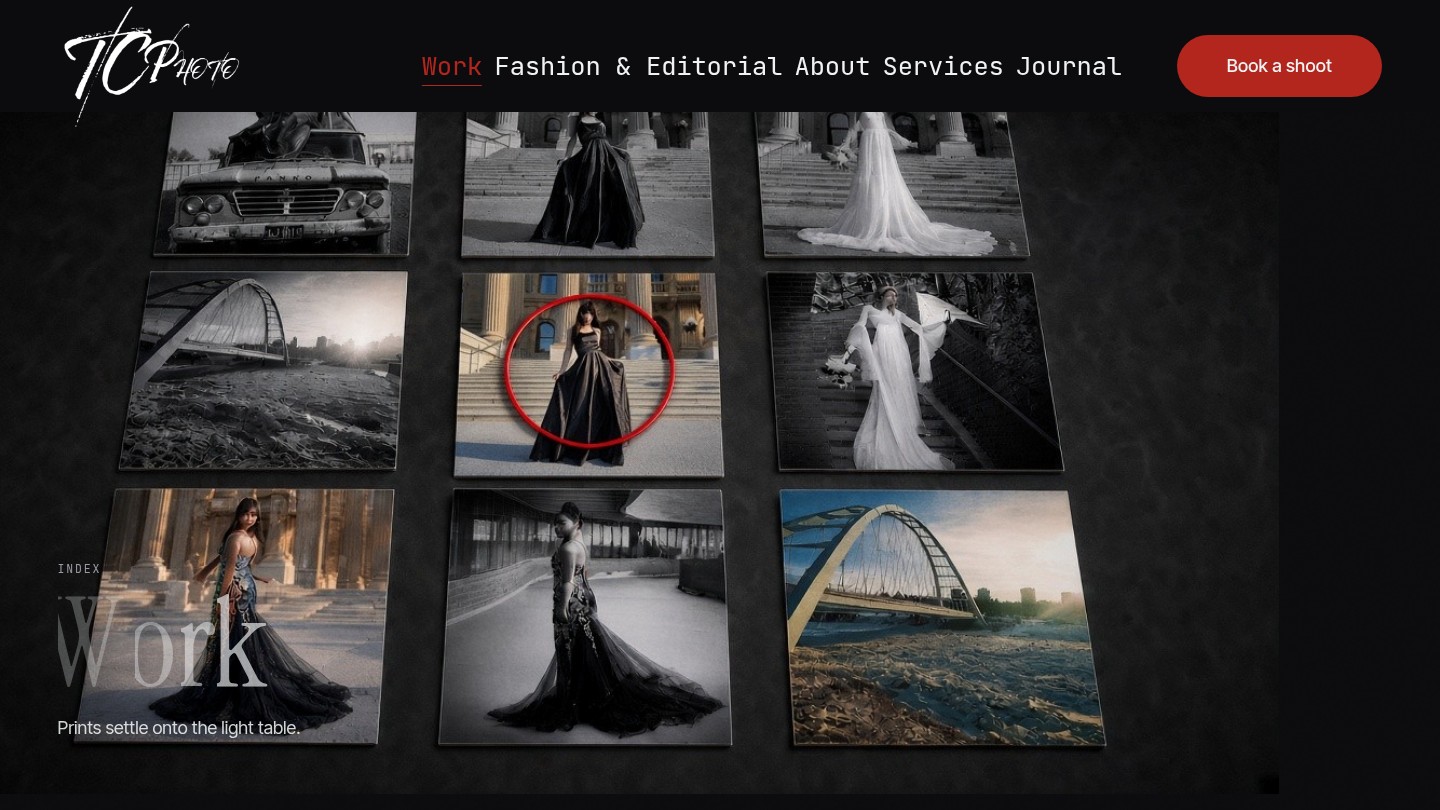 TCPHOTO
Work Fashion & Editorial About Services Journal
Book a shoot
INDEX
Work
Prints settle onto the light table.